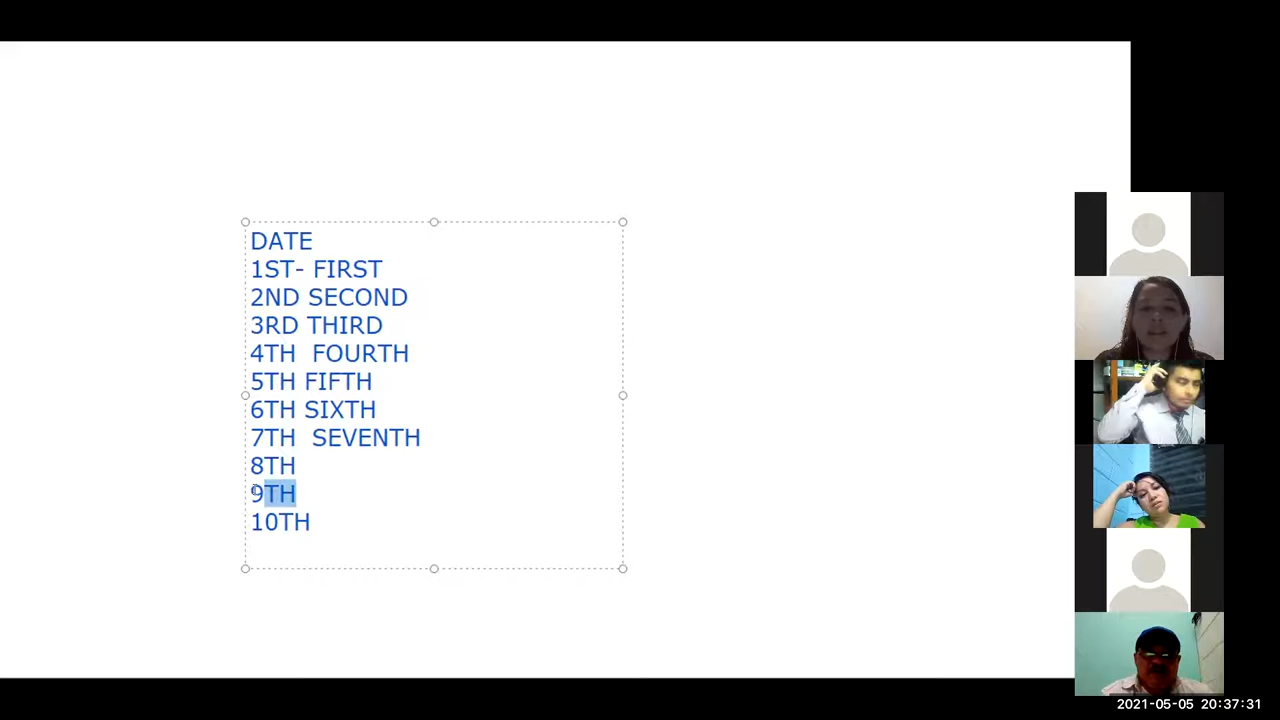 DATE
1ST- FIRST
2ND SECOND
3RD THIRD
4TH  FOURTH
5TH FIFTH
6TH SIXTH
7TH  SEVENTH
8TH
9TH
10TH
2021-05-05 20:37:31